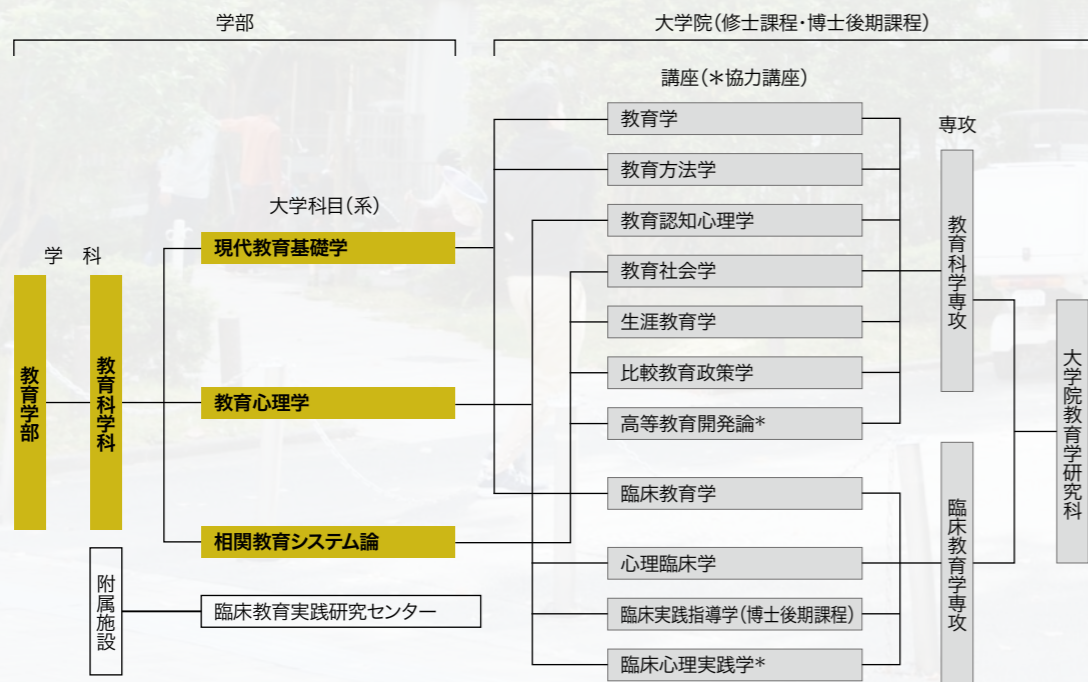 学部
大学院(修士課程・博士後期課程)
講座(*協力講座)
専攻
大学科目(系)
学 科
教育学部
教育科学科
現代教育基礎学
教育心理学
相関教育システム論
附属施設
臨床教育実践研究センター
教育学
教育方法学
教育認知心理学
教育社会学
生涯教育学
比較教育政策学
高等教育開発論*
臨床教育学
心理臨床学
臨床実践指導学(博士後期課程)
臨床心理実践学*
教育科学専攻
臨床教育学専攻
大学院教育学研究科